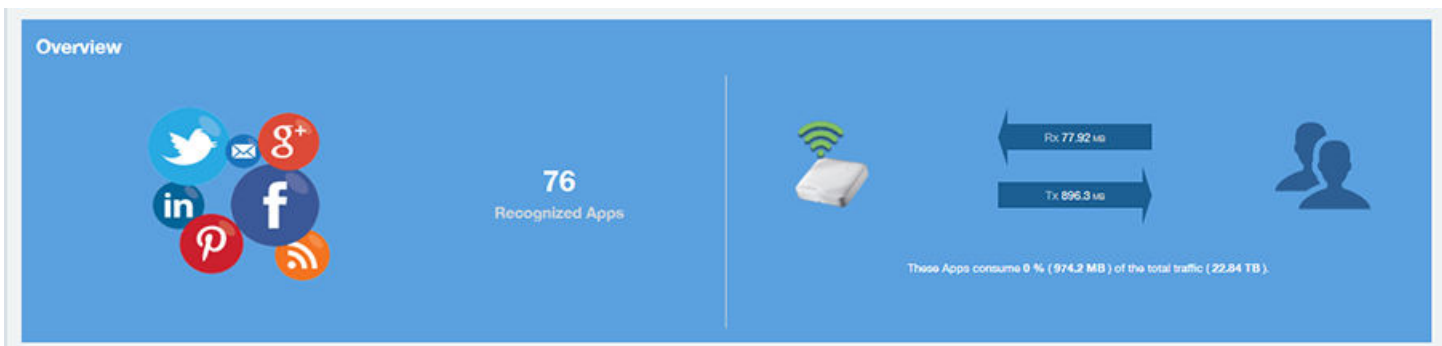 Overview
g+
in
f
76
Recognized Apps
Rx 77.92 MB
Tx 896.3 MB
These Apps consume 0 % ( 974.2 MB ) of the total traffic ( 22.84 TB ).